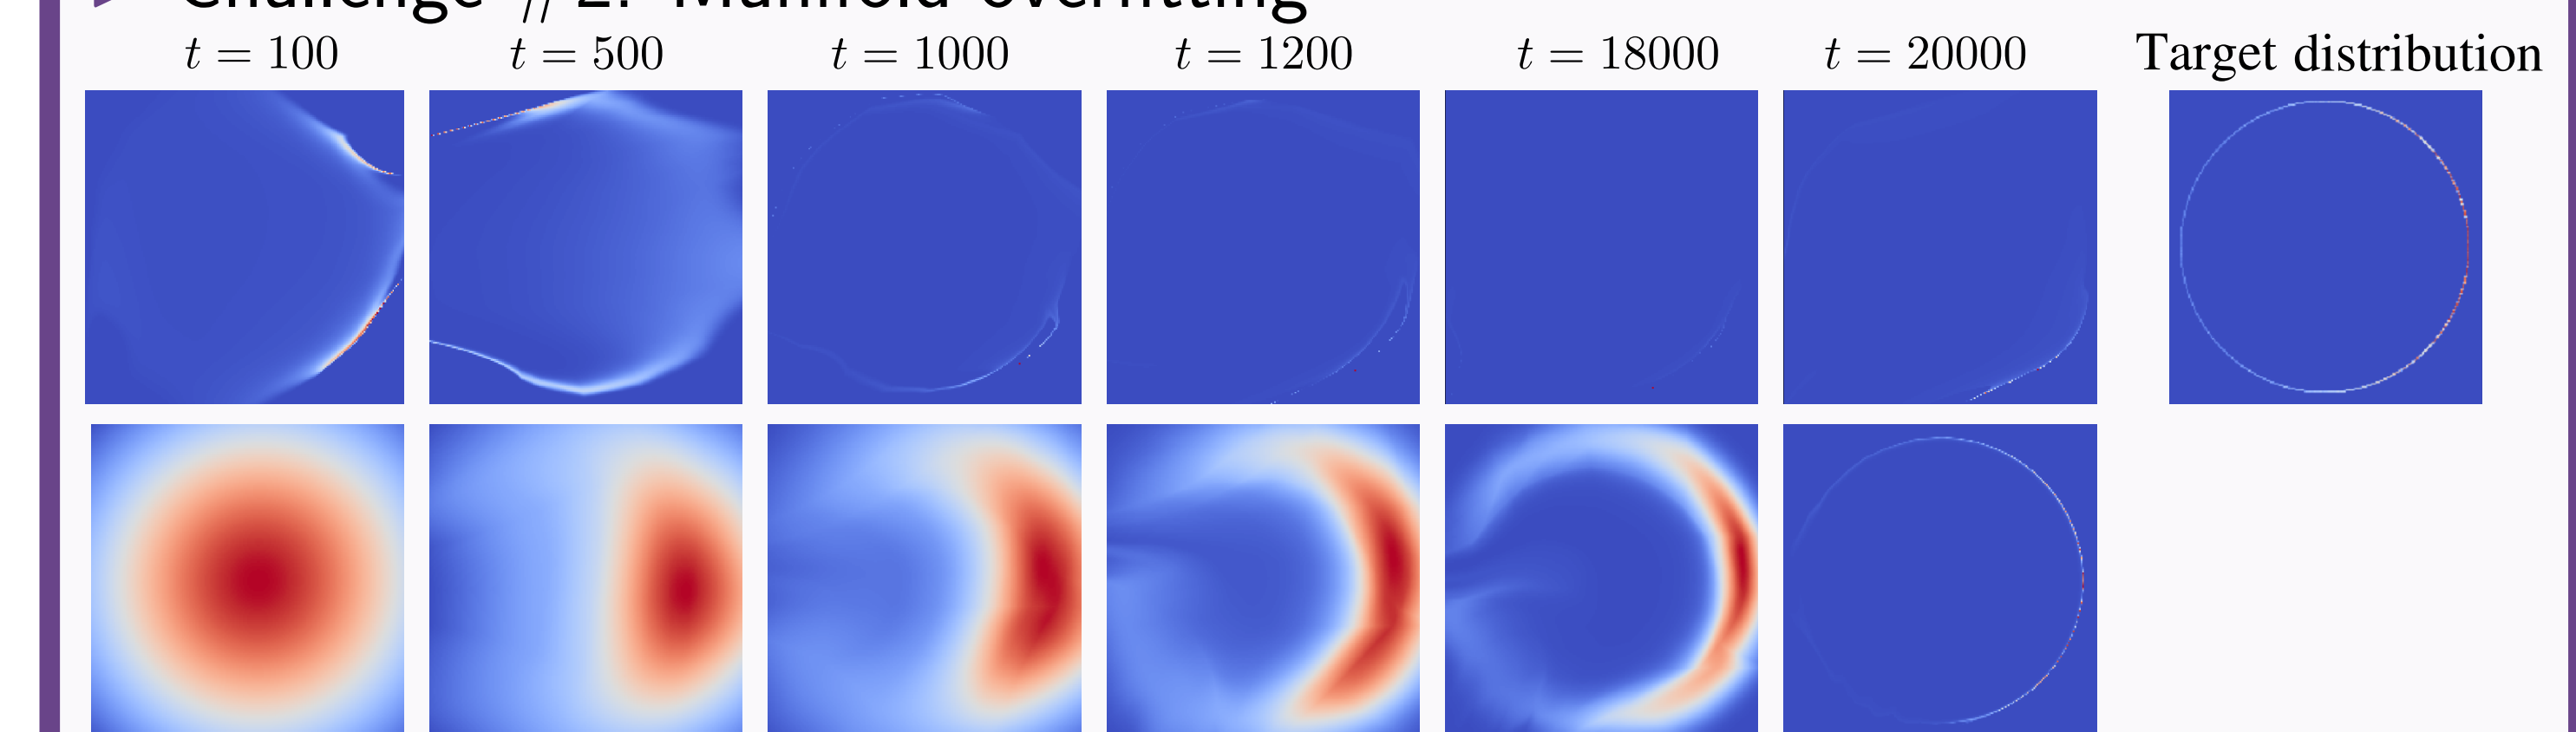 Challenge #2: Manifold overfitting
t = 100 t = 500 t = 1000 t = 1200 t = 18000 t = 20000 Target distribution